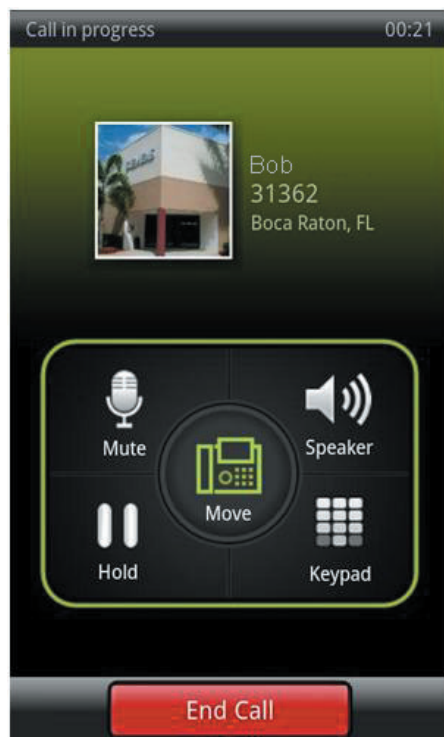 Call in progress 00:21
Bob
31362
Boca Raton, FL
Mute
Speaker
Move
Hold
Keypad
End Call